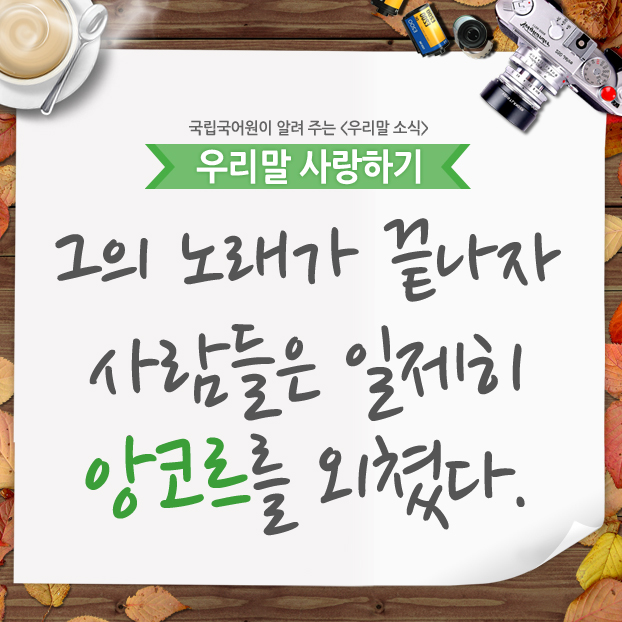 국립국어원이 알려 주는 <우리말 소식>
우리말 사랑하기
그의 노래가 끝나자
사람들은 일제히
앙코르를 외쳤다.